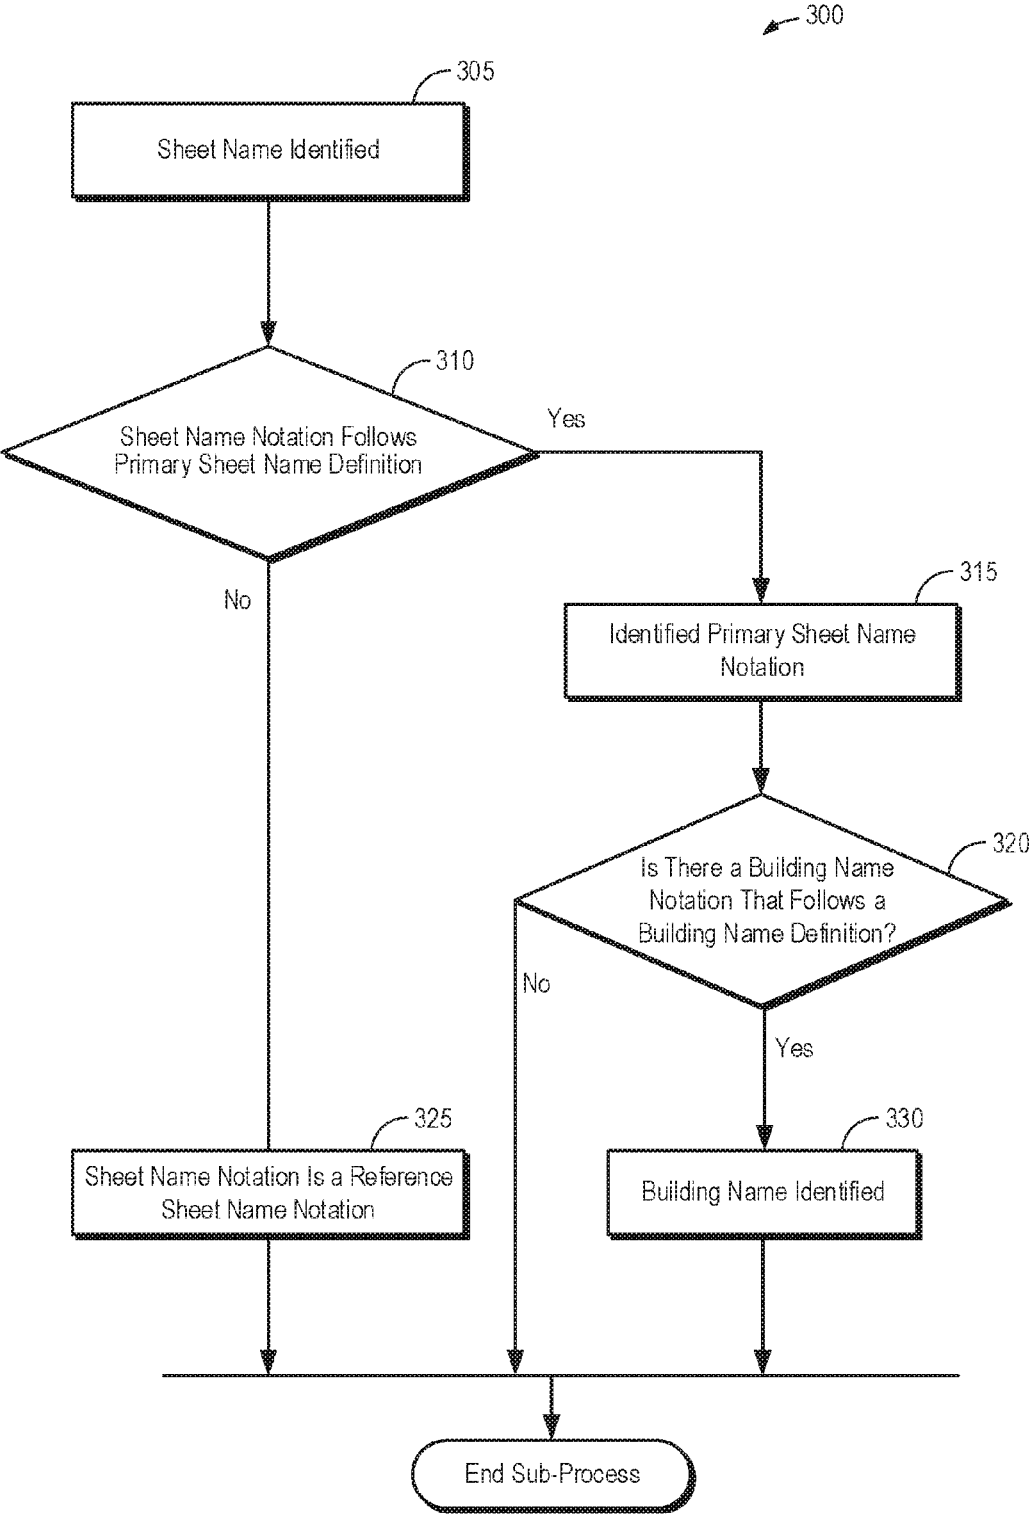 300
305
Sheet Name Identified
310
Sheet Name Notation Follows
Primary Sheet Name Definition
Yes
No
315
Identified Primary Sheet Name
Notation
320
Is There a Building Name
Notation That Follows a
Building Name Definition?
No
Yes
325
Sheet Name Notation Is a Reference
Sheet Name Notation
330
Building Name Identified
End Sub-Process